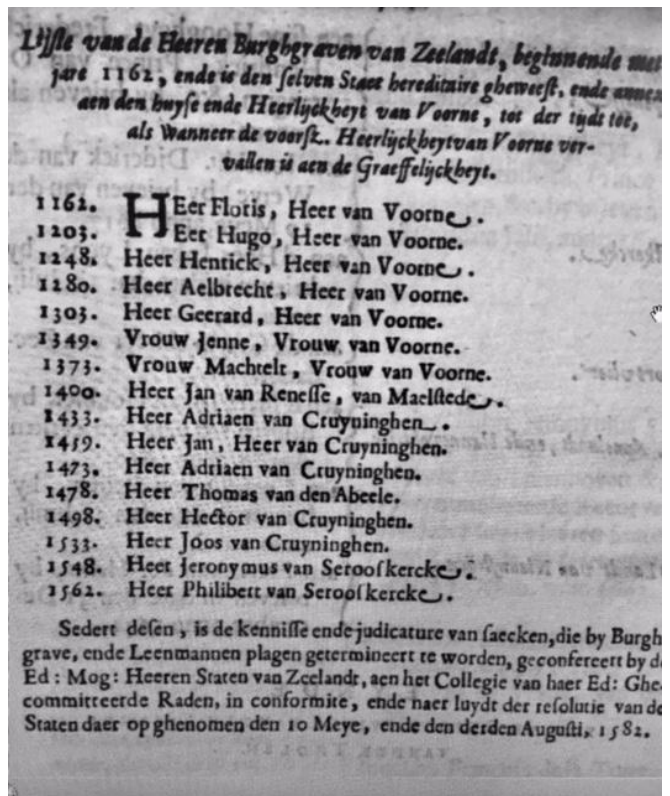 Lijste van de Heeren Burghgraven van Zeelandt, beginnende met
jare 1162, ende is den selven Staet hereditaire gheweest, ende annex
aen den huyse ende Heerlijckheyt van Voorne, tot der tijdt toe,
als wanneer de voorsz.. Heerlijckheyt van Voorne ver-
vallen is aen de Graeffelijckheyt.
1162. HEer Floris, Heer van Voorne.
1203. Eer Hugo, Heer van Voorne.
1248. Heer Henrick, Heer van Voorne.
1280. Heer Aelbrecht, Heer van Voorne.
1303. Heer Geerard, Heer van Voorne.
1349. Vrouw Jenne, Vrouw van Voorne.
1373. Vrouw Machtelt, Vrouw van Voorne.
1400. Heer Jan van Renesse, van Maelstede.
1433. Heer Adriaen van Cruyninghen.
1459. Heer Jan, Heer van Cruyninghen.
1473. Heer Adriaen van Cruyninghen.
1478. Heer Thomas van den Abeele.
1498. Heer Hector van Cruyninghen.
1533. Heer Joos van Cruyninghen.
1548. Heer Jeronymus van Serooskercke.
1562. Heer Philibert van Serooskercke.
Sedert desen, is de kennisse ende judicature van saecken, die by Burgh
grave, ende Leenmannen plagen getermineert te worden, geconfereert by de
Ed: Mog: Heeren Staten van Zeelandt, aen het Collegie van haer Ed: Ghe-
committeerde Raden, in conformite, ende naer luydt der resolutie van de
Staten daer op ghenomen den 10 Meye, ende den derden Augusti, 1582.